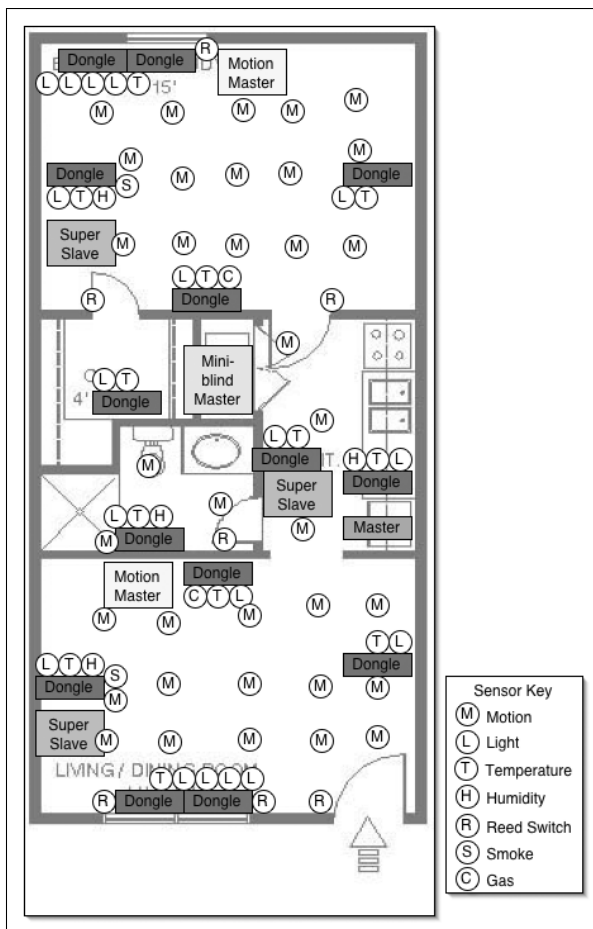 Dongle Dongle R Motion Master
L L L L T
15'
M M M M M
M M
Dongle S M M M Dongle
L T H L T
Super Slave M M M M M
L T C
R Dongle R
M
Mini-blind Master
L T
4' Dongle M
L T
M Dongle H T L
Super Slave Dongle
L T H M
M Dongle R M Master
Motion Master Dongle
C T L
M M M M M
T L
L T H S Dongle
Dongle M M M M M
Super Slave M M M M M
LIVING / DINING ROOM
T L L L L
R Dongle Dongle R R
Sensor Key
M Motion
L Light
T Temperature
H Humidity
R Reed Switch
S Smoke
C Gas